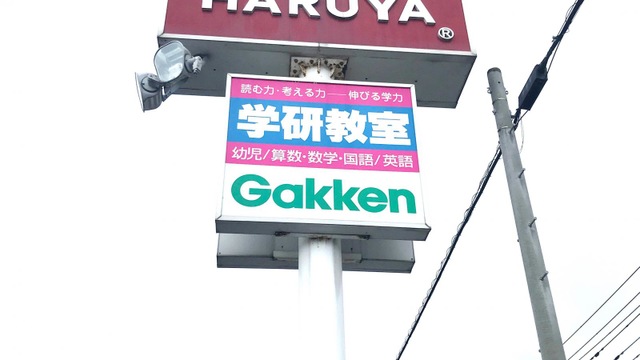 HARUYA®
読む力・考える力──伸びる学力
学研教室
幼児/算数・数学・国語/英語
Gakken